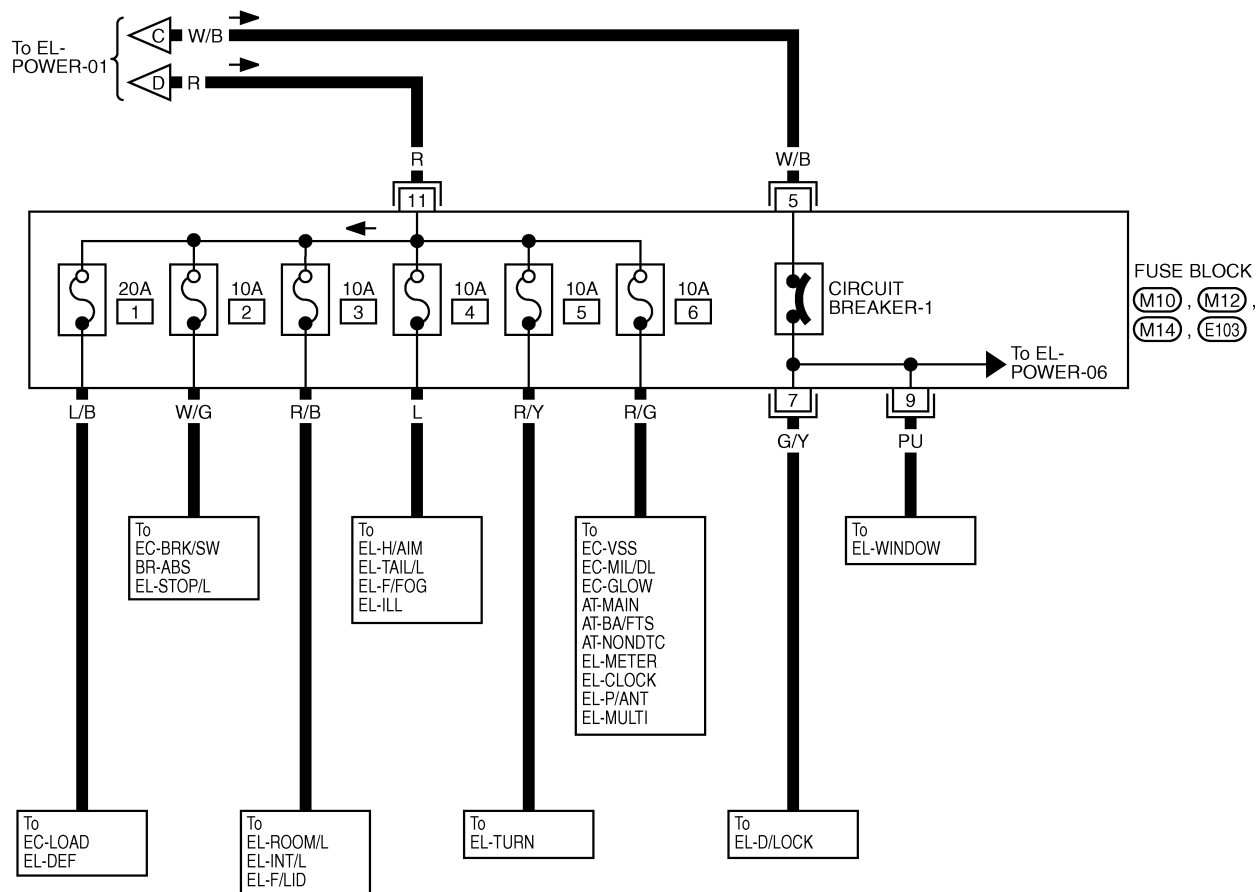 To EL-
POWER-01
C W/B
D R
R
W/B
11
5
20A
1
10A
2
10A
3
10A
4
10A
5
10A
6
CIRCUIT
BREAKER-1
FUSE BLOCK
M10 , M12 ,
M14 , E103
To EL-
POWER-06
L/B
W/G
R/B
L
R/Y
R/G
7
9
G/Y
PU
To
EC-BRK/SW
BR-ABS
EL-STOP/L
To
EL-H/AIM
EL-TAIL/L
EL-F/FOG
EL-ILL
To
EC-VSS
EC-MIL/DL
EC-GLOW
AT-MAIN
AT-BA/FTS
AT-NONDTC
EL-METER
EL-CLOCK
EL-P/ANT
EL-MULTI
To
EL-WINDOW
To
EC-LOAD
EL-DEF
To
EL-ROOM/L
EL-INT/L
EL-F/LID
To
EL-TURN
To
EL-D/LOCK